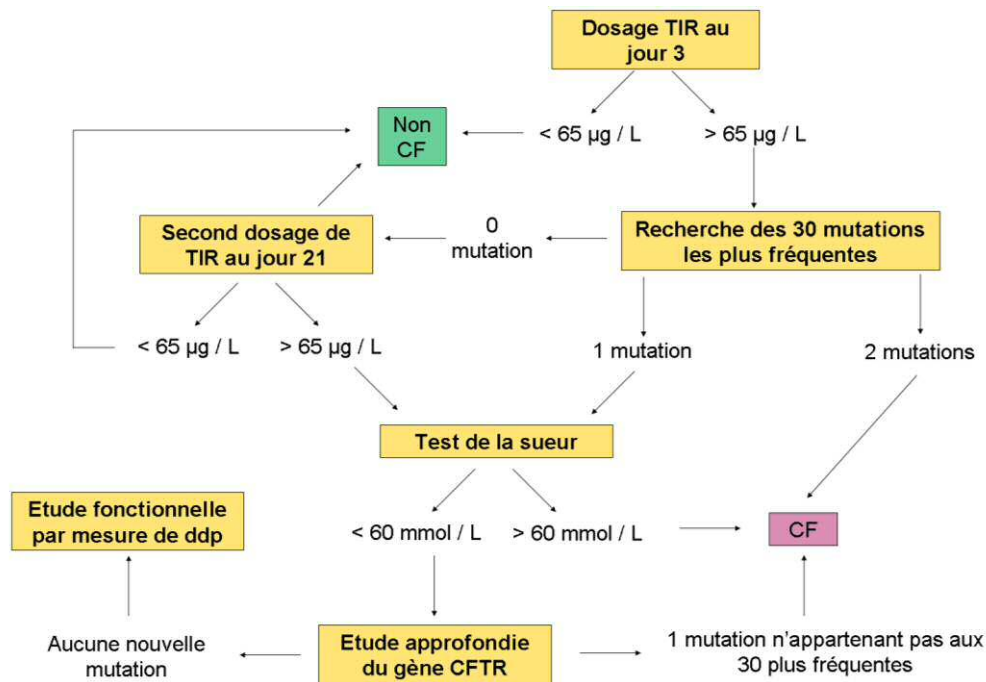 Dosage TIR au
jour 3
Non
CF
< 65 µg / L
> 65 µg / L
Second dosage de
TIR au jour 21
0
mutation
Recherche des 30 mutations
les plus fréquentes
< 65 µg / L
> 65 µg / L
1 mutation
2 mutations
Test de la sueur
Etude fonctionnelle
par mesure de ddp
< 60 mmol / L
> 60 mmol / L
CF
Aucune nouvelle
mutation
Etude approfondie
du gène CFTR
1 mutation n'appartenant pas aux
30 plus fréquentes